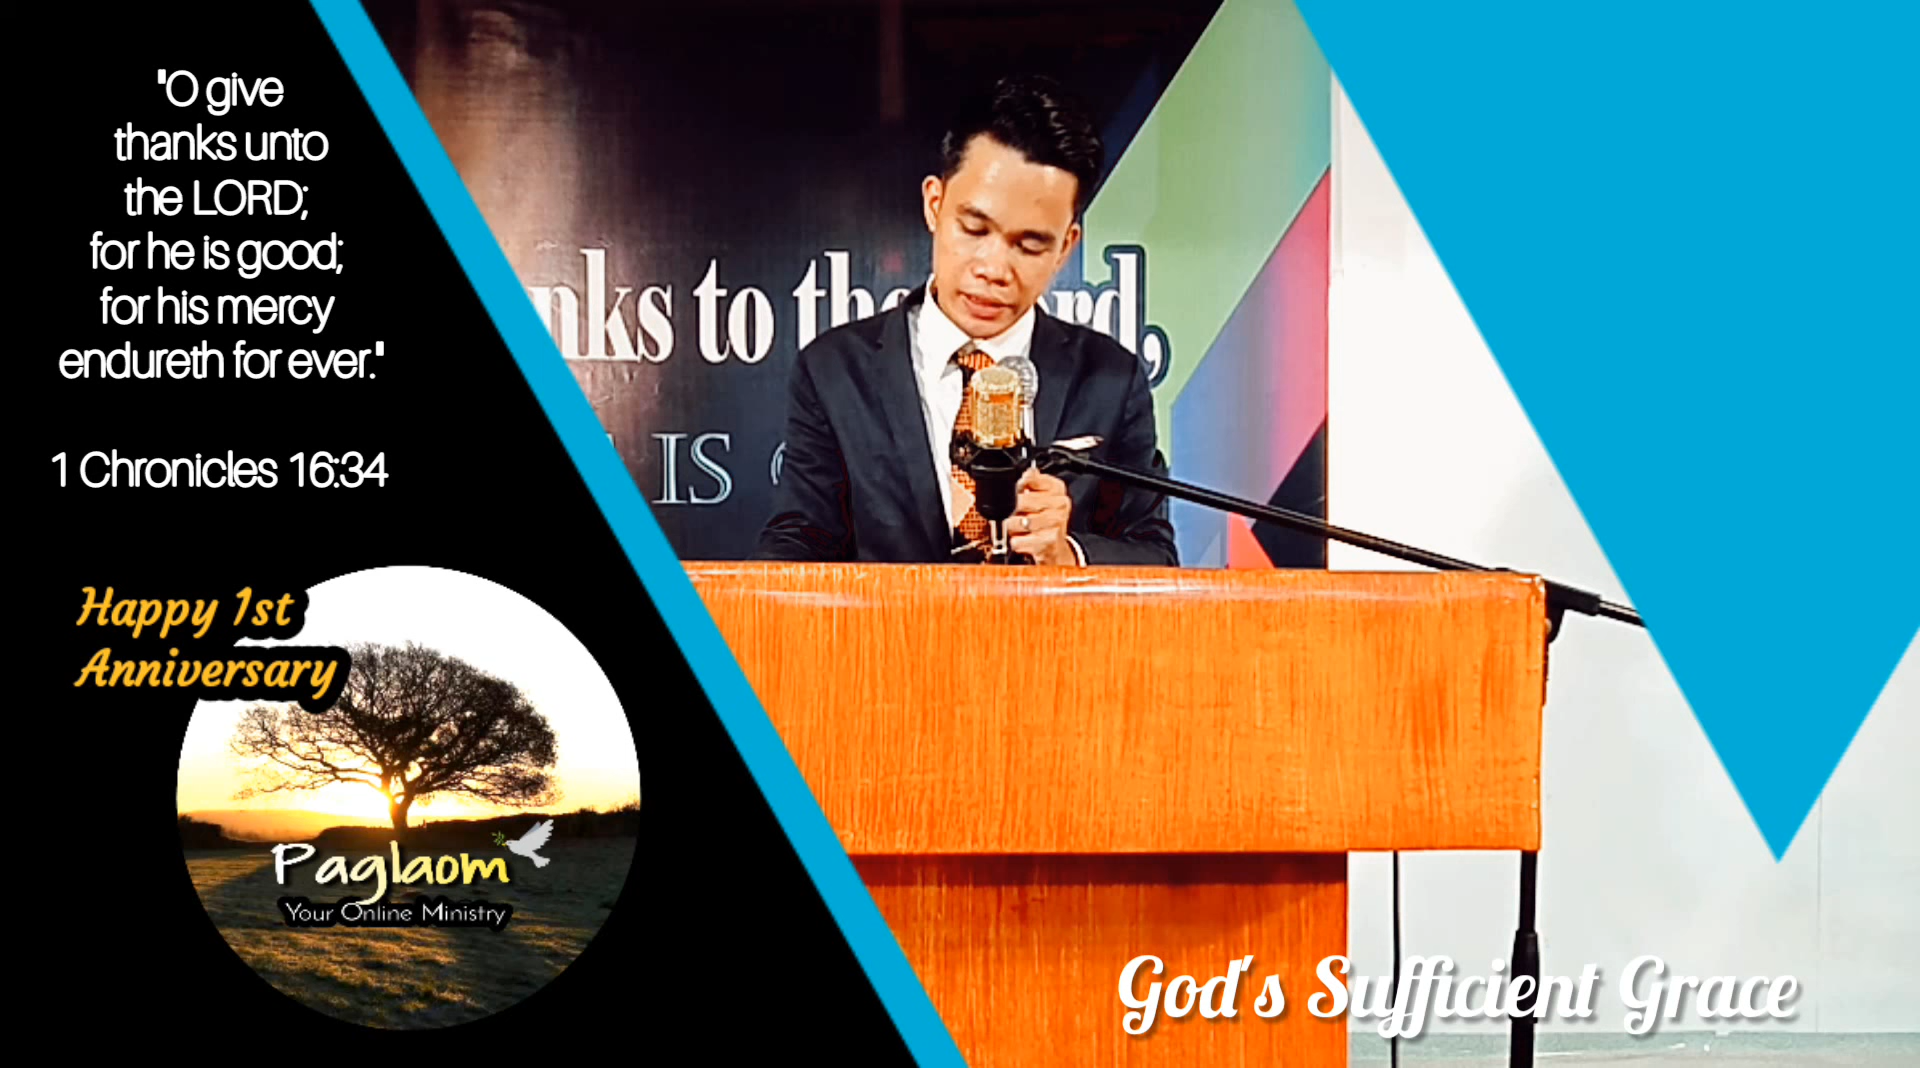 "O give
thanks unto
the LORD;
for he is good;
for his mercy
endureth for ever."
1 Chronicles 16:34
Happy 1st
Anniversary
Paglaom
Your Online Ministry
to
IS
God's Sufficient Grace